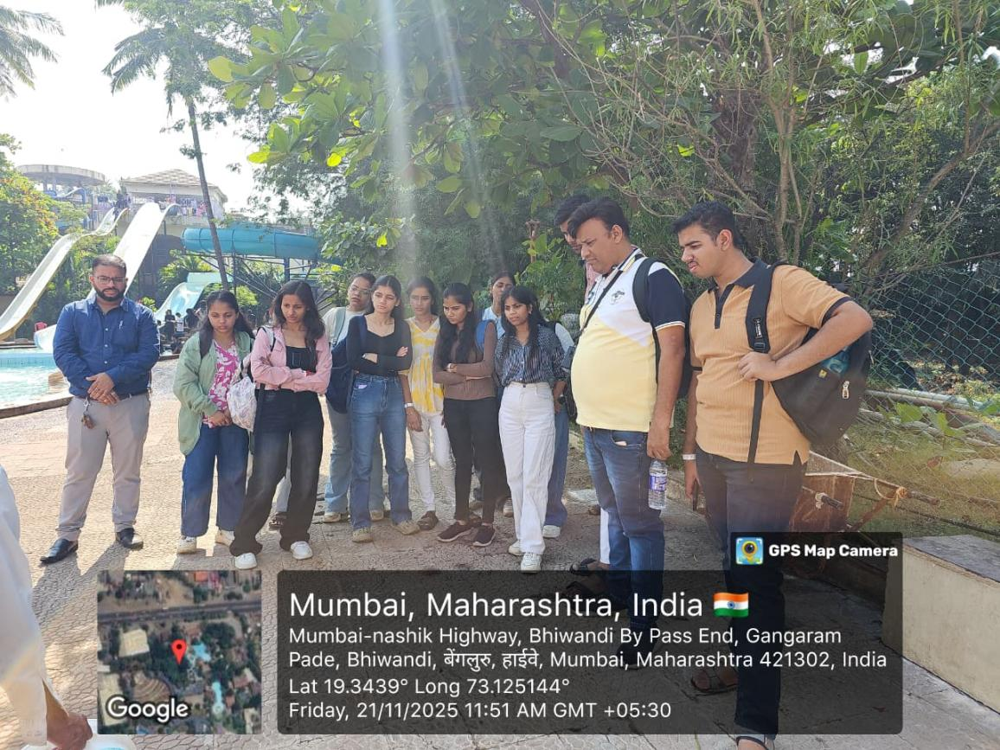 GPS Map Camera
Mumbai, Maharashtra, India
Mumbai-nashik Highway, Bhiwandi By Pass End, Gangaram
Pade, Bhiwandi, बेंगलुरु, हाईवे, Mumbai, Maharashtra 421302, India
Lat 19.3439° Long 73.125144°
Friday, 21/11/2025 11:51 AM GMT +05:30
Google